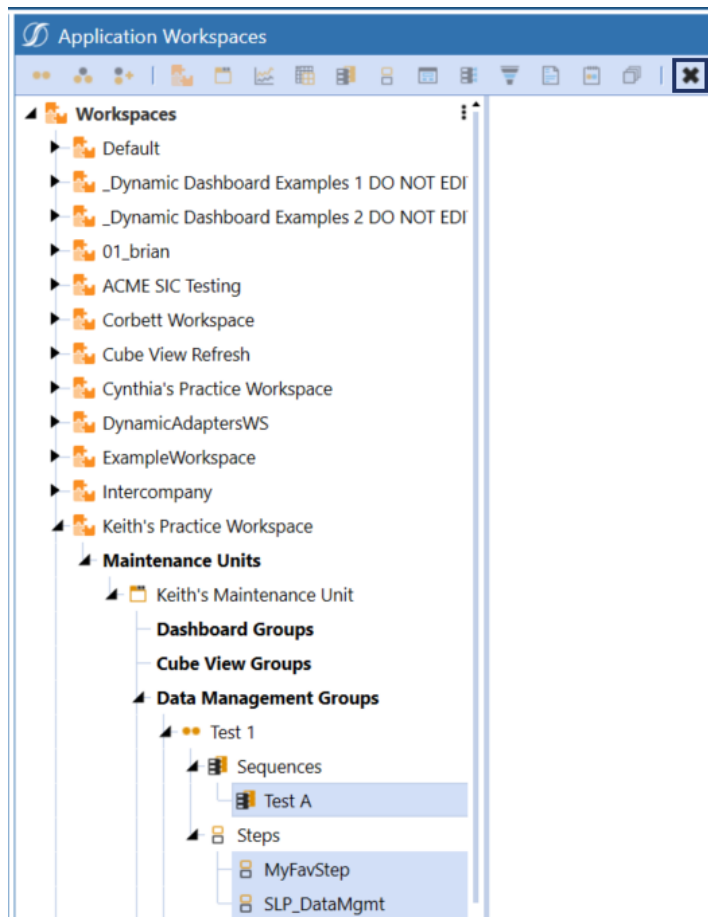 Application Workspaces
Workspaces
Default
_Dynamic Dashboard Examples 1 DO NOT EDI
_Dynamic Dashboard Examples 2 DO NOT EDI
01_brian
ACME SIC Testing
Corbett Workspace
Cube View Refresh
Cynthia's Practice Workspace
DynamicAdaptersWS
ExampleWorkspace
Intercompany
Keith's Practice Workspace
Maintenance Units
Keith's Maintenance Unit
Dashboard Groups
Cube View Groups
Data Management Groups
Test 1
Sequences
Test A
Steps
MyFavStep
SLP_DataMgmt